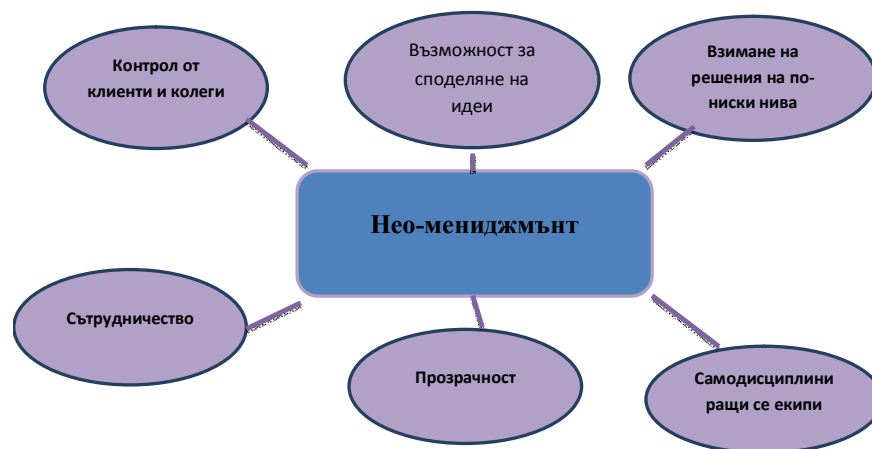 Контрол от
клиенти и колеги
Възможност за
споделяне на
идеи
Взимане на
решения на по-
ниски нива
Нео-мениджмънт
Сътрудничество
Прозрачност
Самодисциплини
ращи се екипи